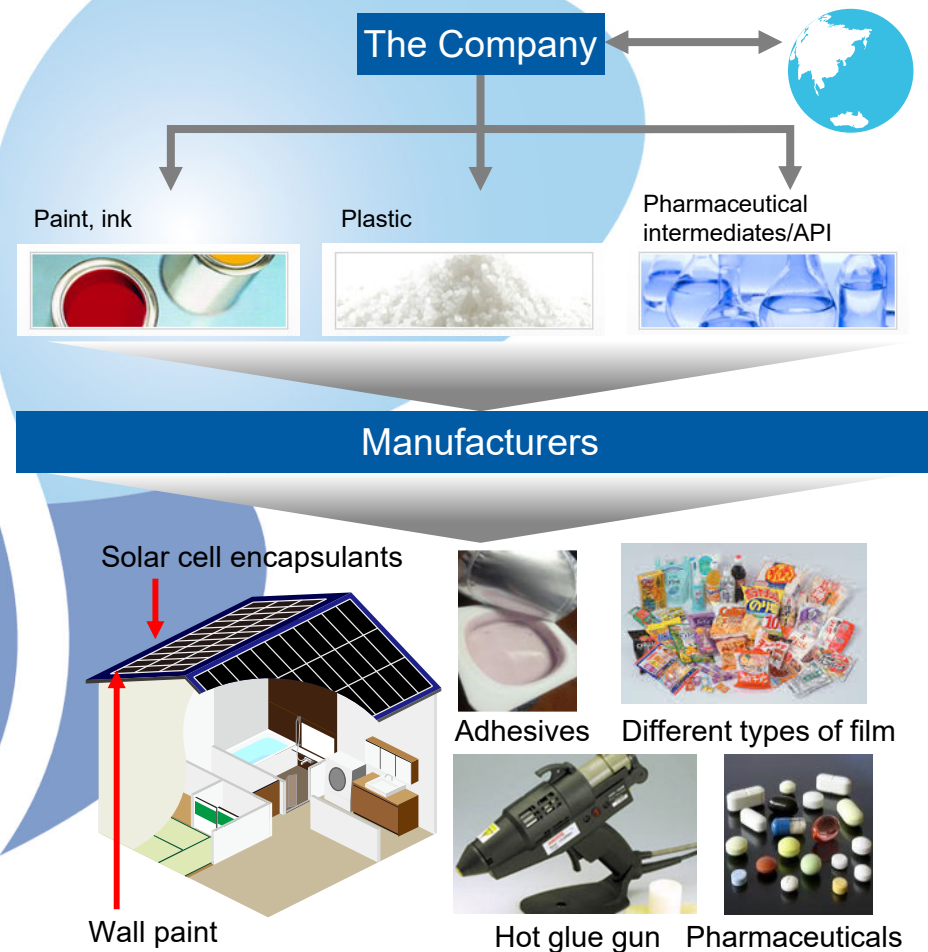 The Company
Paint, ink
Plastic
Pharmaceutical
intermediates/API
Manufacturers
Solar cell encapsulants
Adhesives
Different types of film
Wall paint
Hot glue gun
Pharmaceuticals